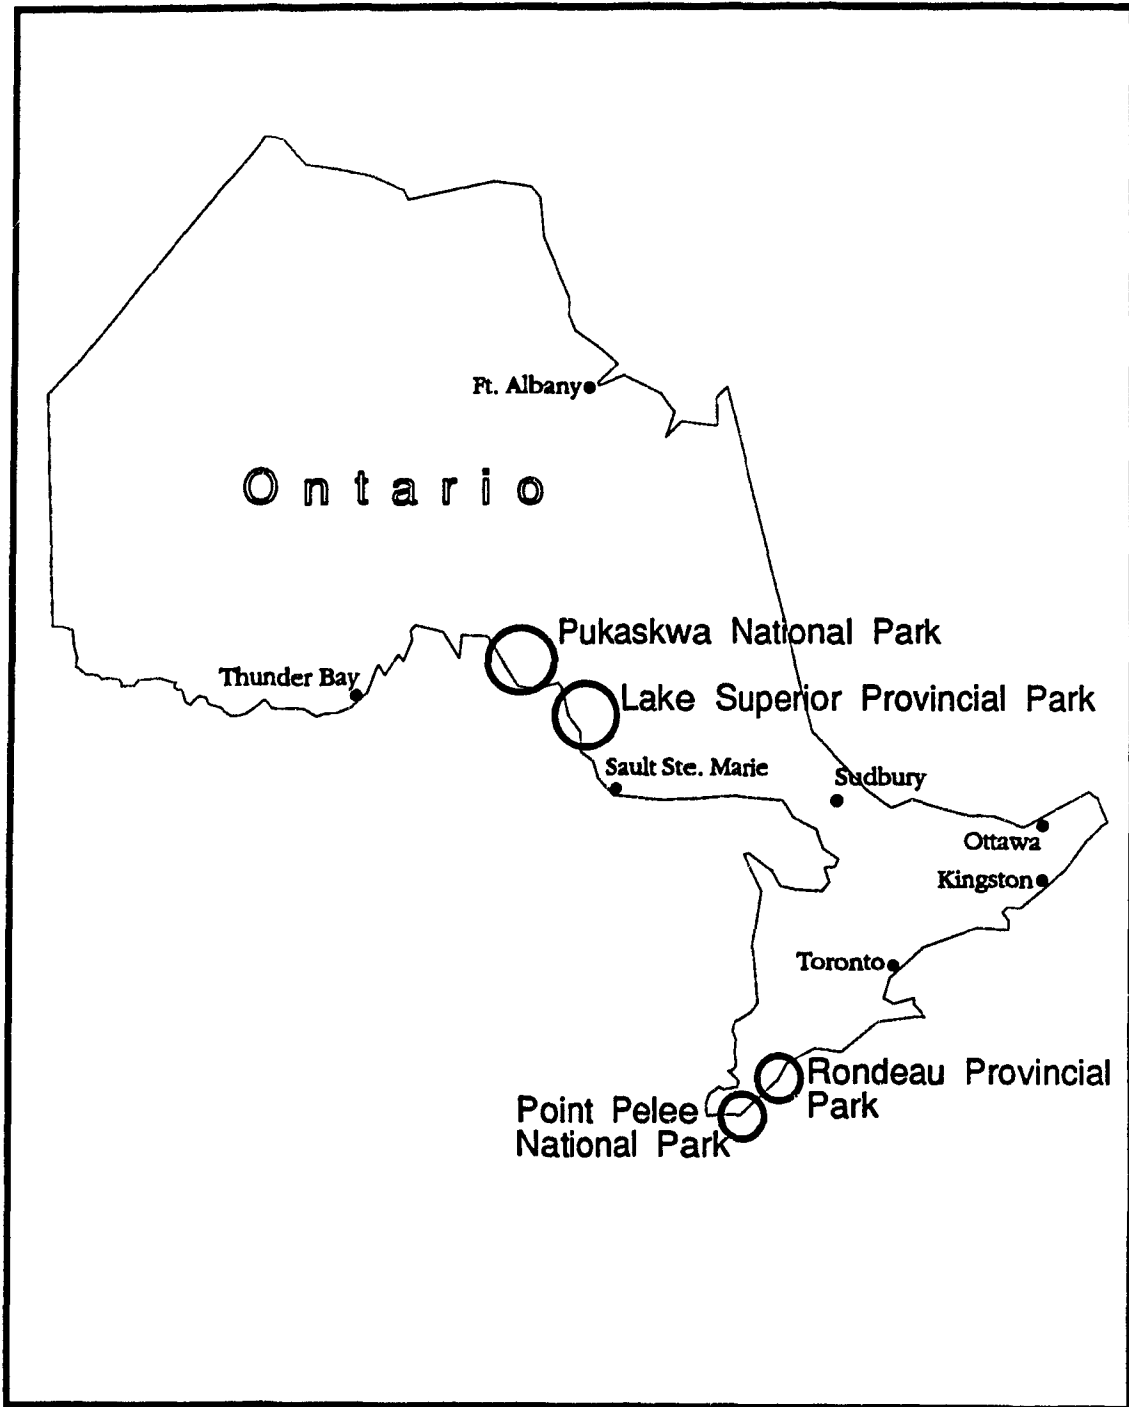 Ft. Albany
Ontario
Pukaskwa National Park
Thunder Bay
Lake Superior Provincial Park
Sault Ste. Marie
Sudbury
Ottawa
Kingston
Toronto
Rondeau Provincial
Park
Point Pelee
National Park